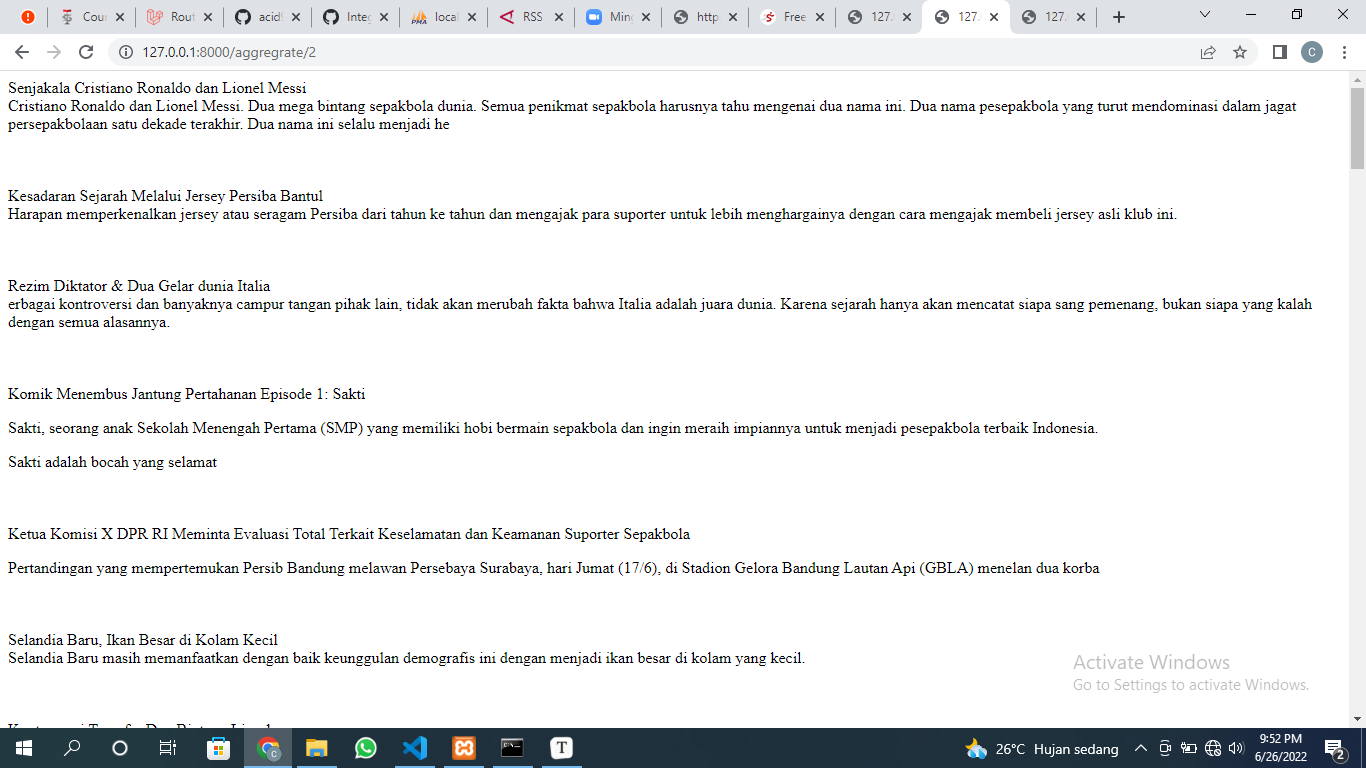 Cour
Rout
acid!
Integ
local
RSS
Ming
http
Free
127.
127.
127.
127.0.0.1:8000/aggregrate/2
C
Senjakala Cristiano Ronaldo dan Lionel Messi
Cristiano Ronaldo dan Lionel Messi. Dua mega bintang sepakbola dunia. Semua penikmat sepakbola harusnya tahu mengenai dua nama ini. Dua nama pesepakbola yang turut mendominasi dalam jagat
persepakbolaan satu dekade terakhir. Dua nama ini selalu menjadi he
Kesadaran Sejarah Melalui Jersey Persiba Bantul
Harapan memperkenalkan jersey atau seragam Persiba dari tahun ke tahun dan mengajak para suporter untuk lebih menghargainya dengan cara mengajak membeli jersey asli klub ini.
Rezim Diktator & Dua Gelar dunia Italia
erbagai kontroversi dan banyaknya campur tangan pihak lain, tidak akan merubah fakta bahwa Italia adalah juara dunia. Karena sejarah hanya akan mencatat siapa sang pemenang, bukan siapa yang kalah
dengan semua alasannya.
Komik Menembus Jantung Pertahanan Episode 1: Sakti
Sakti, seorang anak Sekolah Menengah Pertama (SMP) yang memiliki hobi bermain sepakbola dan ingin meraih impiannya untuk menjadi pesepakbola terbaik Indonesia.
Sakti adalah bocah yang selamat
Ketua Komisi X DPR RI Meminta Evaluasi Total Terkait Keselamatan dan Keamanan Suporter Sepakbola
Pertandingan yang mempertemukan Persib Bandung melawan Persebaya Surabaya, hari Jumat (17/6), di Stadion Gelora Bandung Lautan Api (GBLA) menelan dua korba
Selandia Baru, Ikan Besar di Kolam Kecil
Selandia Baru masih memanfaatkan dengan baik keunggulan demografis ini dengan menjadi ikan besar di kolam yang kecil.
Activate Windows
Go to Settings to activate Windows.
26°C Hujan sedang
9:52 PM
6/26/2022
2